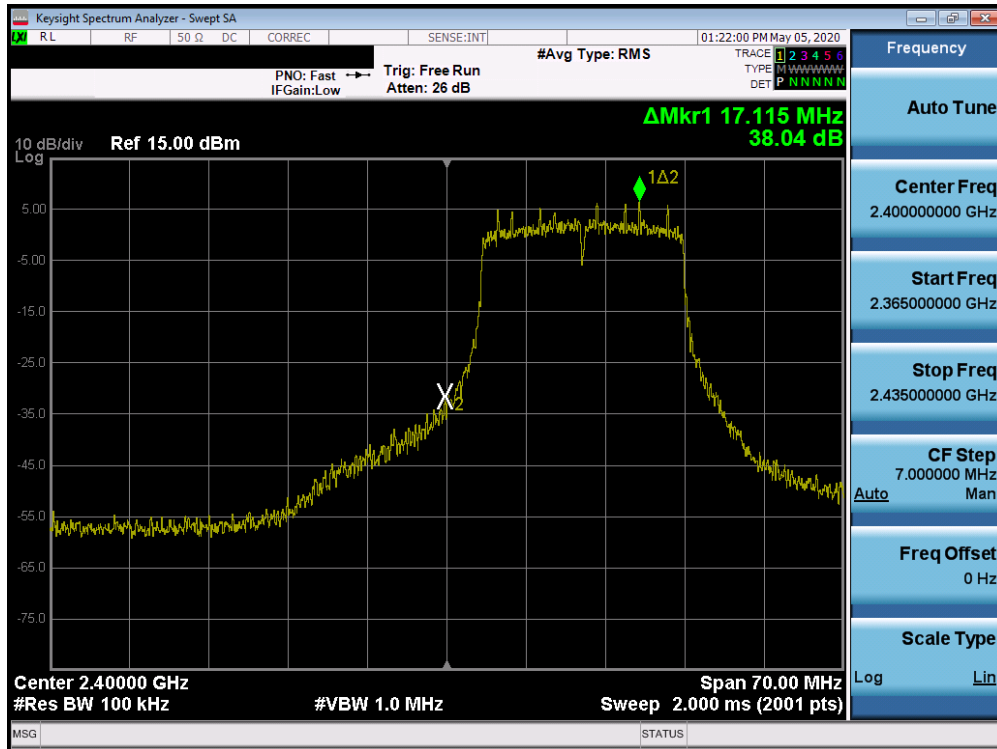 Keysight Spectrum Analyzer - Swept SA
LXI RL RF 50 Ω DC CORREC SENSE:INT 01:22:00 PM May 05, 2020
#Avg Type: RMS TRACE 1 2 3 4 5 6
PNO: Fast Trig: Free Run TYPE M WWWWW
IFGain:Low Atten: 26 dB DET P N N N N N
ΔMkr1 17.115 MHz
38.04 dB
10 dB/div Ref 15.00 dBm
Log
1Δ2
5.00
-5.00
-15.0
-25.0
-35.0
X2
-45.0
-55.0
-65.0
-75.0
Center 2.40000 GHz Span 70.00 MHz
#Res BW 100 kHz #VBW 1.0 MHz Sweep 2.000 ms (2001 pts)
MSG STATUS
Frequency
Auto Tune
Center Freq
2.400000000 GHz
Start Freq
2.365000000 GHz
Stop Freq
2.435000000 GHz
CF Step
7.000000 MHz
Auto Man
Freq Offset
0 Hz
Scale Type
Log Lin